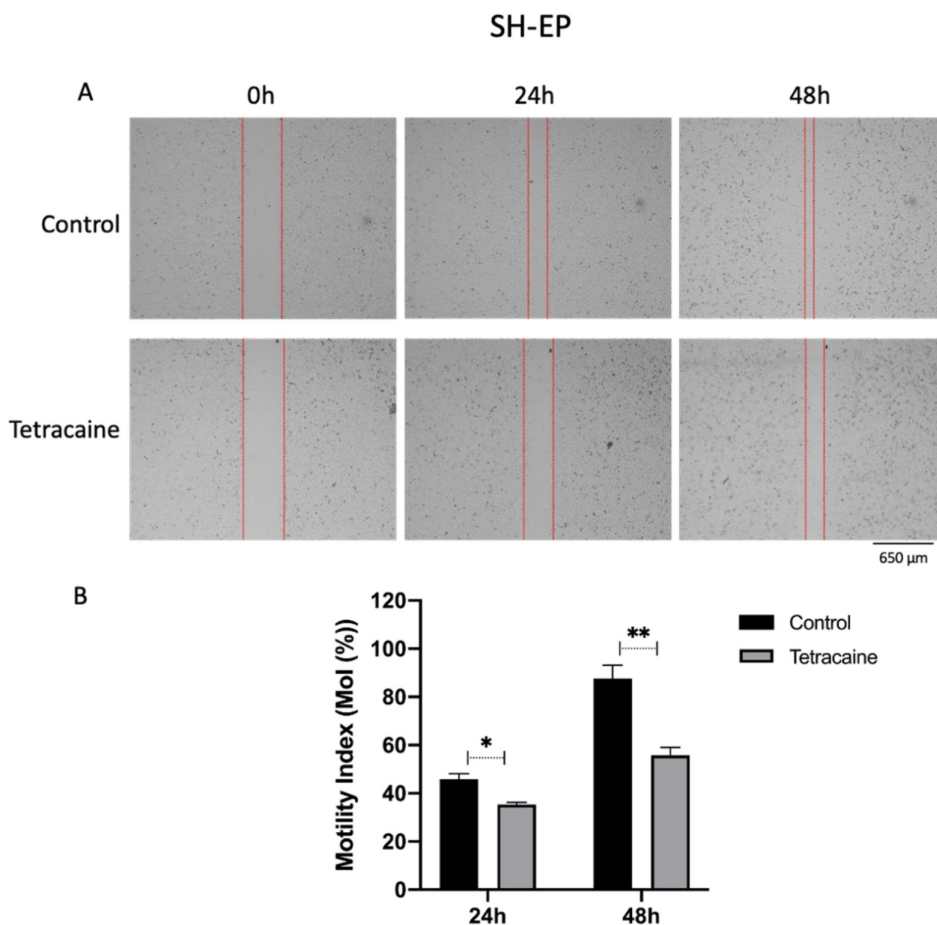 SH-EP
A
0h 24h 48h
Control
Tetracaine
650 µm
B
Motility Index (MoI (%))
120
100
80
60
40
20
0
* **
24h 48h
Control
Tetracaine